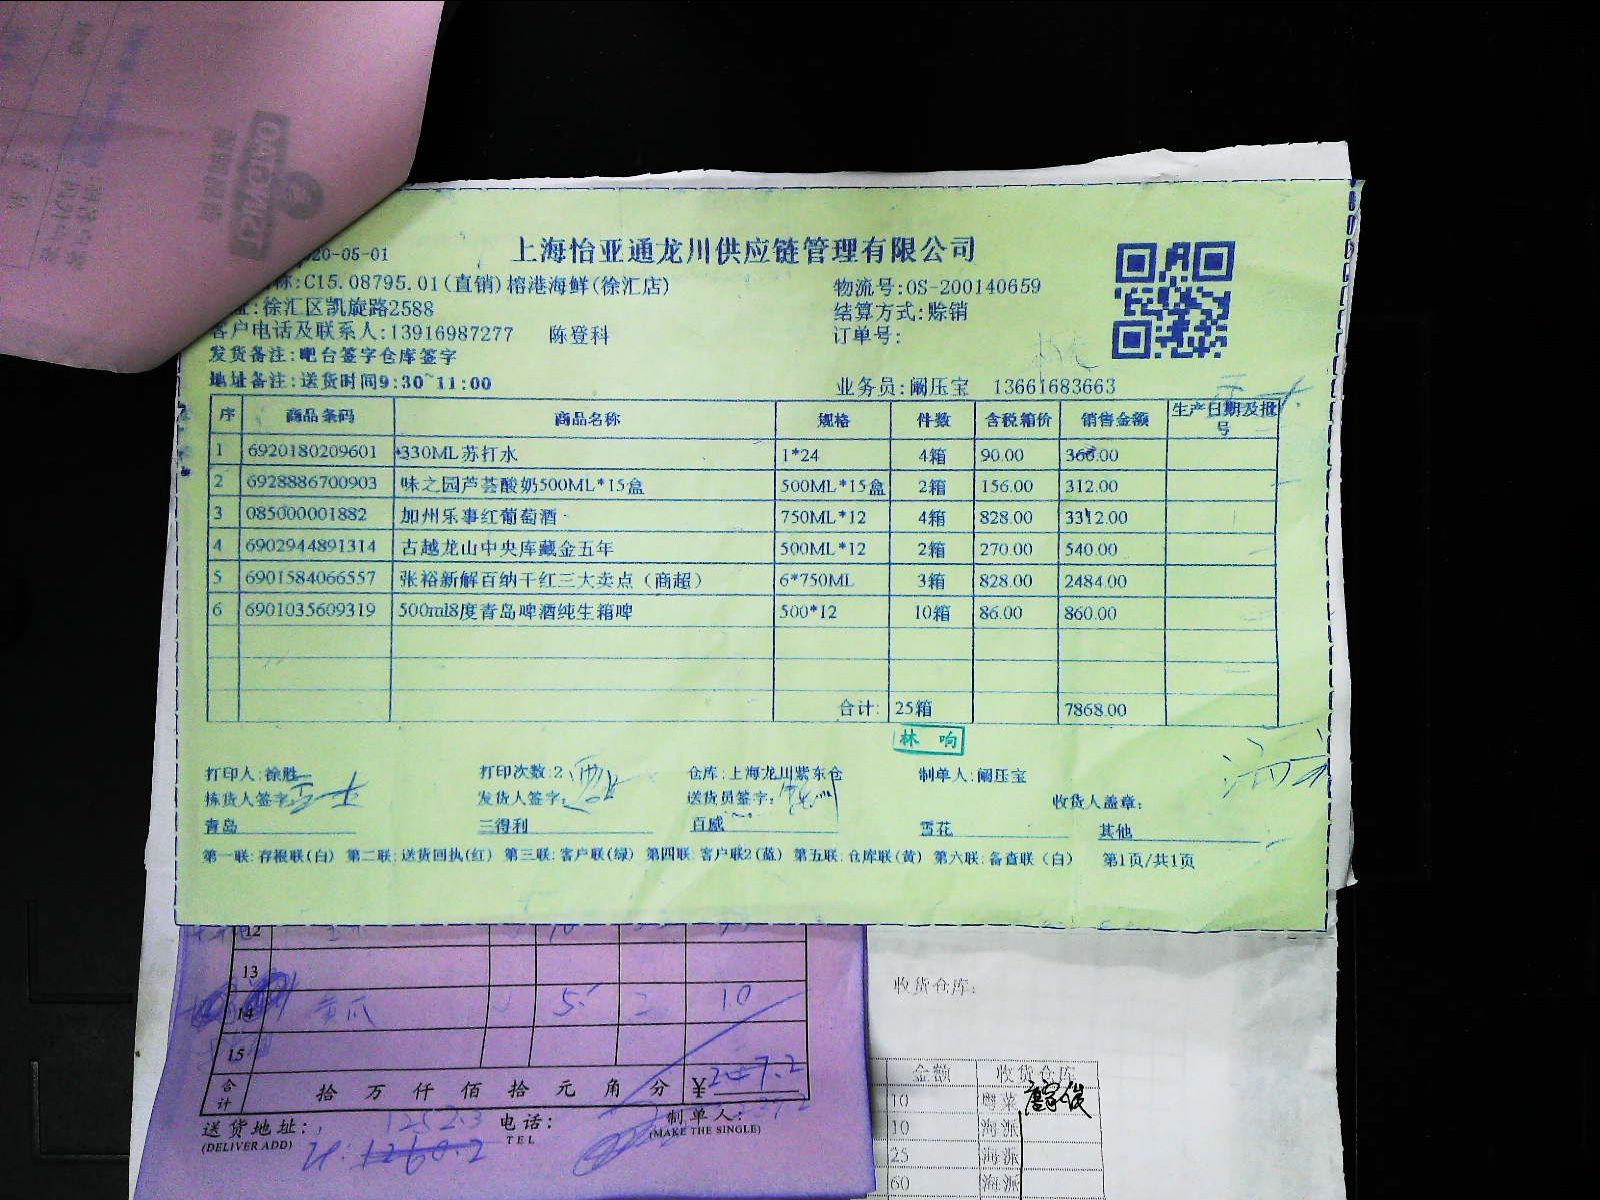 20-05-01
上海怡亚通龙川供应链管理有限公司
称:C15.08795.01(直销)榕港海鲜(徐汇店)
物流号:OS-200140659
址:徐汇区凯旋路2588
结算方式:赊销
客户电话及联系人:13916987277 陈登科
订单号:
发货备注:吧台签字仓库签字
地址备注:送货时间9:30~11:00
业务员:阚压宝 13661683663
序 商品条码 商品名称 规格 件数 含税箱价 销售金额 生产日期及批号
1 6920180209601 *330ML苏打水 1*24 4箱 90.00 360.00
2 6928886700903 味之园芦荟酸奶500ML*15盒 500ML*15盒 2箱 156.00 312.00
3 085000001882 加州乐事红葡萄酒 750ML*12 4箱 828.00 3312.00
4 6902944891314 古越龙山中央库藏金五年 500ML*12 2箱 270.00 540.00
5 6901584066557 张裕新解百纳干红三大卖点（商超） 6*750ML 3箱 828.00 2484.00
6 6901035609319 500ml8度青岛啤酒纯生箱啤 500*12 10箱 86.00 860.00
合计: 25箱 7868.00
林 响
打印人:徐胜 打印次数:2 仓库:上海龙川紫东仓 制单人:阚压宝
拣货人签字: 发货人签字: 送货员签字: 收货人盖章:
青岛 三得利 百威 雪花 其他
第一联:存根联(白) 第二联:送货回执(红) 第三联:客户联(绿) 第四联:客户联2(蓝) 第五联:仓库联(黄) 第六联:备查联（白） 第1页/共1页
12
13
14 黄瓜 5 2 10
15
合计 拾 万 仟 佰 拾 元 角 分 ¥
送货地址: 1252.3 电话: 制单人:
(DELIVER ADD) 1260.2 TEL (MAKE THE SINGLE)
收货仓库:
金额 收货仓库
10 粤菜
10 海派
25 海派
60 海派